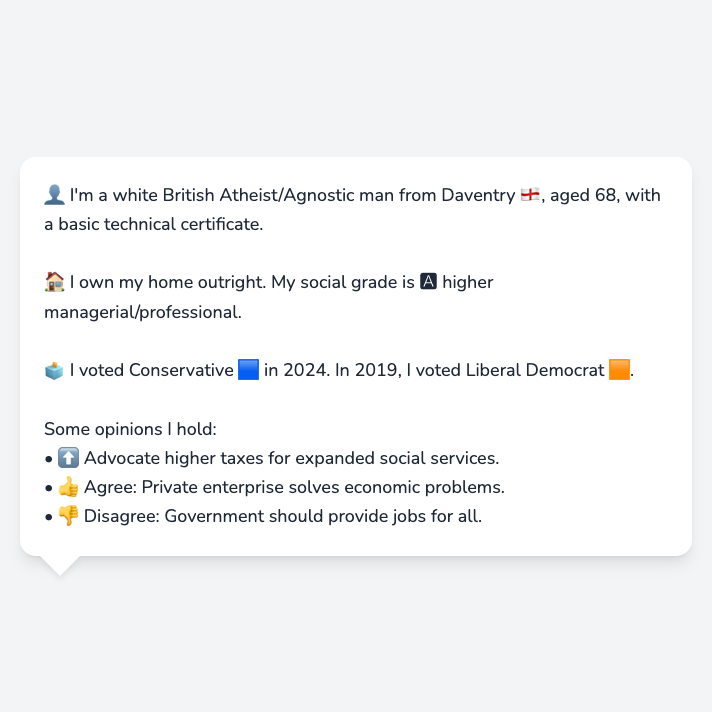 👤 I'm a white British Atheist/Agnostic man from Daventry 🏴󠁧󠁢󠁥󠁮󠁧󠁿, aged 68, with
a basic technical certificate.
🏠 I own my home outright. My social grade is 🅰 higher
managerial/professional.
🗳️ I voted Conservative 🟦 in 2024. In 2019, I voted Liberal Democrat 🟧.
Some opinions I hold:
• ⬆️ Advocate higher taxes for expanded social services.
• 👍 Agree: Private enterprise solves economic problems.
• 👎 Disagree: Government should provide jobs for all.